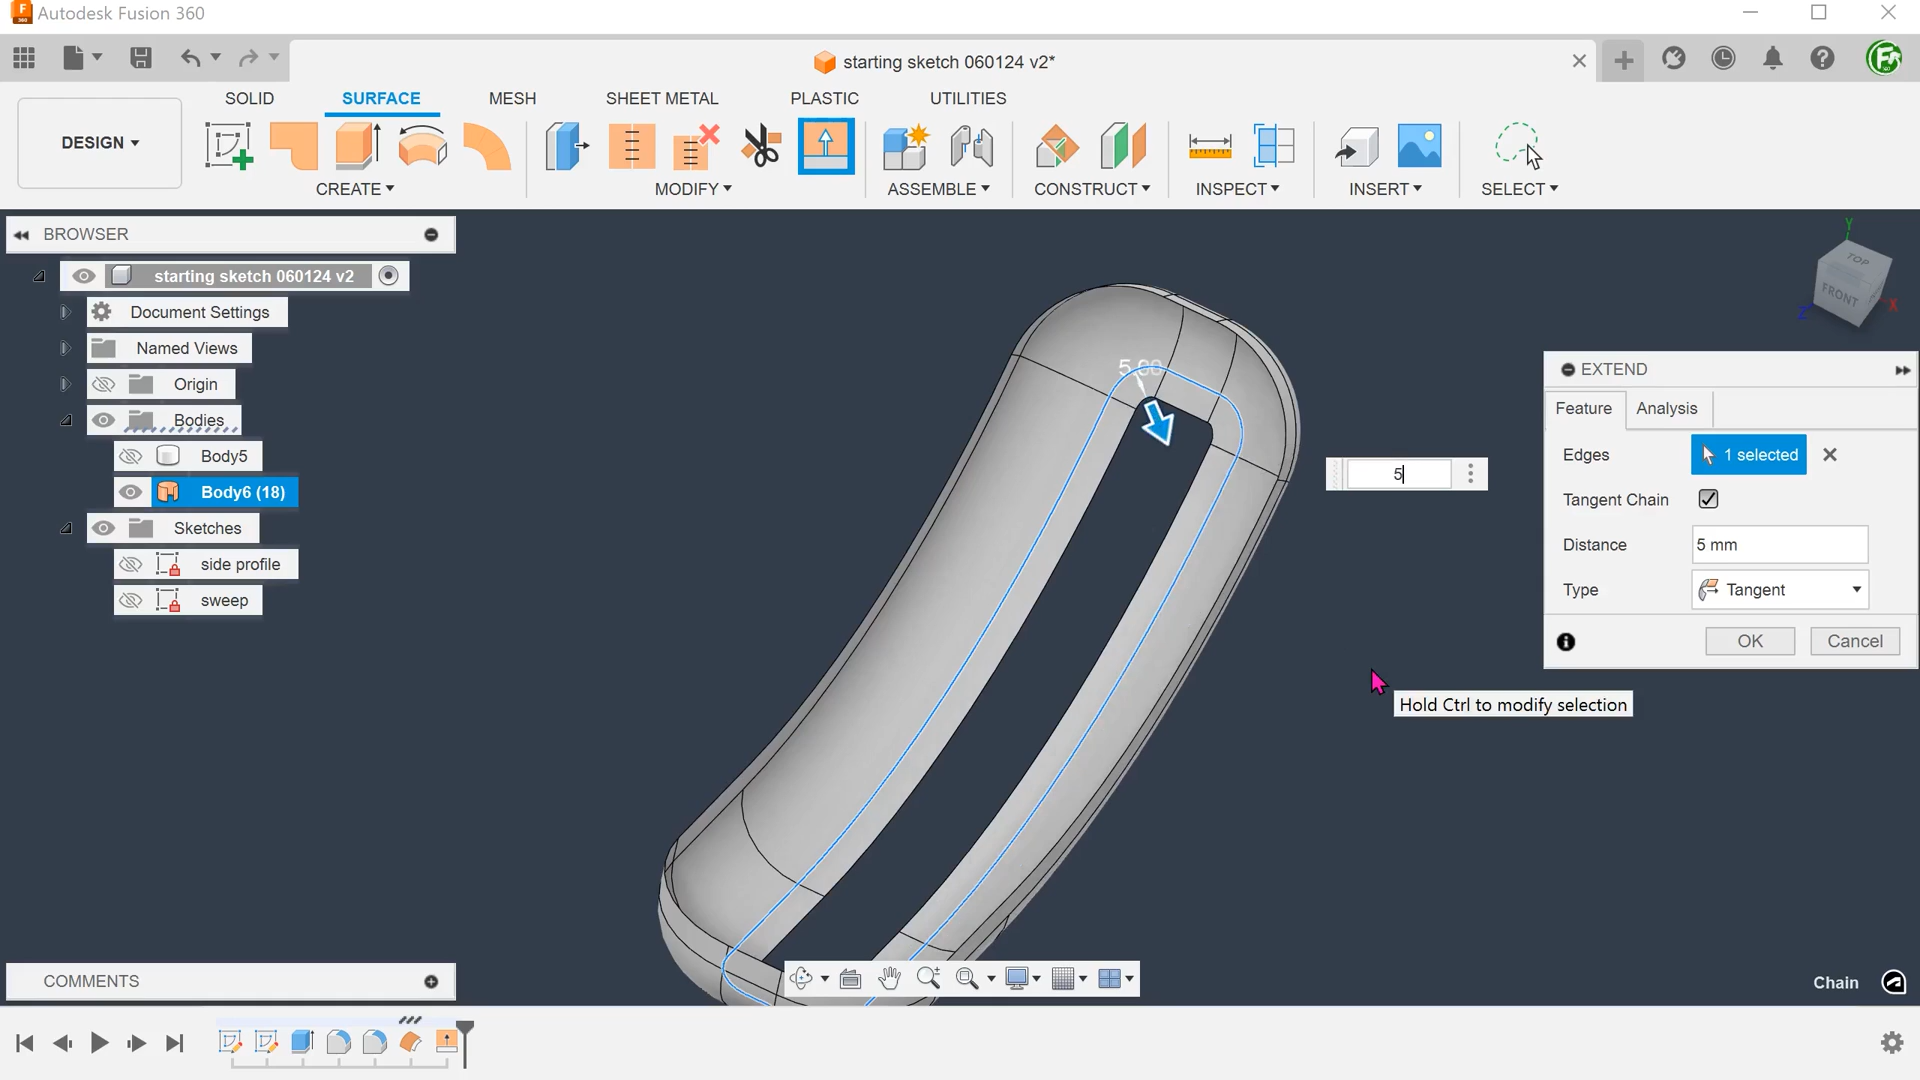 Autodesk Fusion 360
starting sketch 060124 v2*
SOLID SURFACE MESH SHEET METAL PLASTIC UTILITIES
DESIGN
CREATE MODIFY ASSEMBLE CONSTRUCT INSPECT INSERT SELECT
BROWSER
starting sketch 060124 v2
Document Settings
Named Views
Origin
Bodies
Body5
Body6 (18)
Sketches
side profile
sweep
5.00
5
TOP
FRONT
Y
X
Z
EXTEND
Feature Analysis
Edges 1 selected
Tangent Chain
Distance 5 mm
Type Tangent
OK Cancel
Hold Ctrl to modify selection
COMMENTS
Chain